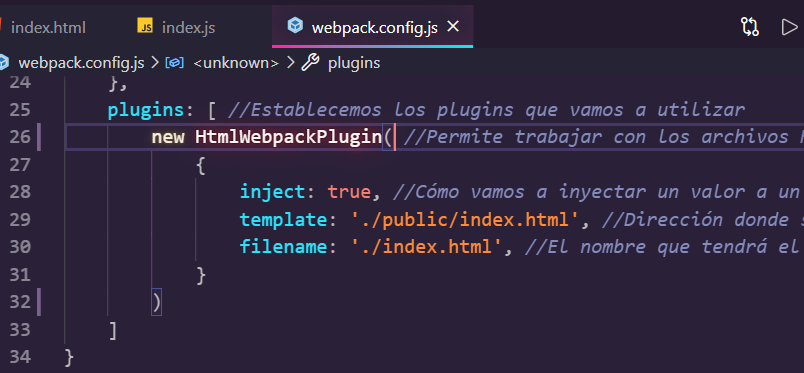 index.html JS index.js webpack.config.js
webpack.config.js > <unknown> > plugins
24 },
25 plugins: [ //Establecemos los plugins que vamos a utilizar
26 new HtmlWebpackPlugin( //Permite trabajar con los archivos
27 {
28 inject: true, //Cómo vamos a inyectar un valor a un
29 template: './public/index.html', //Dirección donde
30 filename: './index.html', //El nombre que tendrá el
31 }
32 )
33 ]
34 }